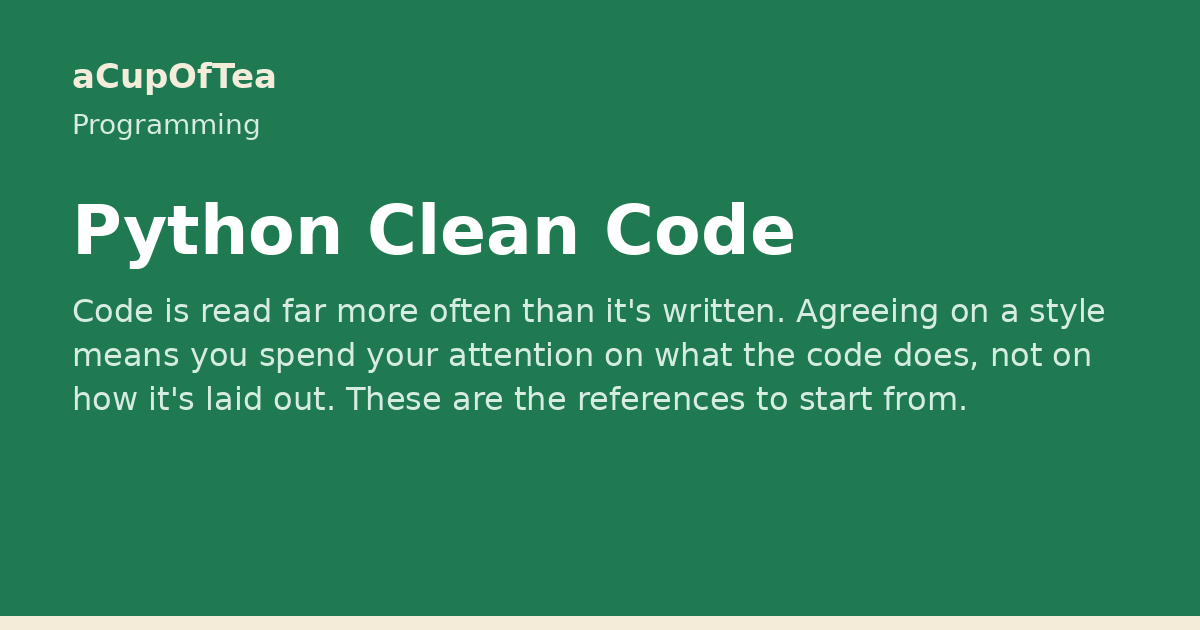 aCupOfTea
Programming
Python Clean Code
Code is read far more often than it's written. Agreeing on a style
means you spend your attention on what the code does, not on
how it's laid out. These are the references to start from.